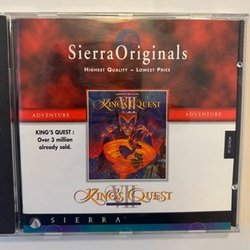 SierraOriginals
HIGHEST QUALITY – LOWEST PRICE
ADVENTURE
ADVENTURE
KING'S QUEST :
Over 3 million
already sold.
KING'S QUEST
VII
KING'S QUEST
SIERRA